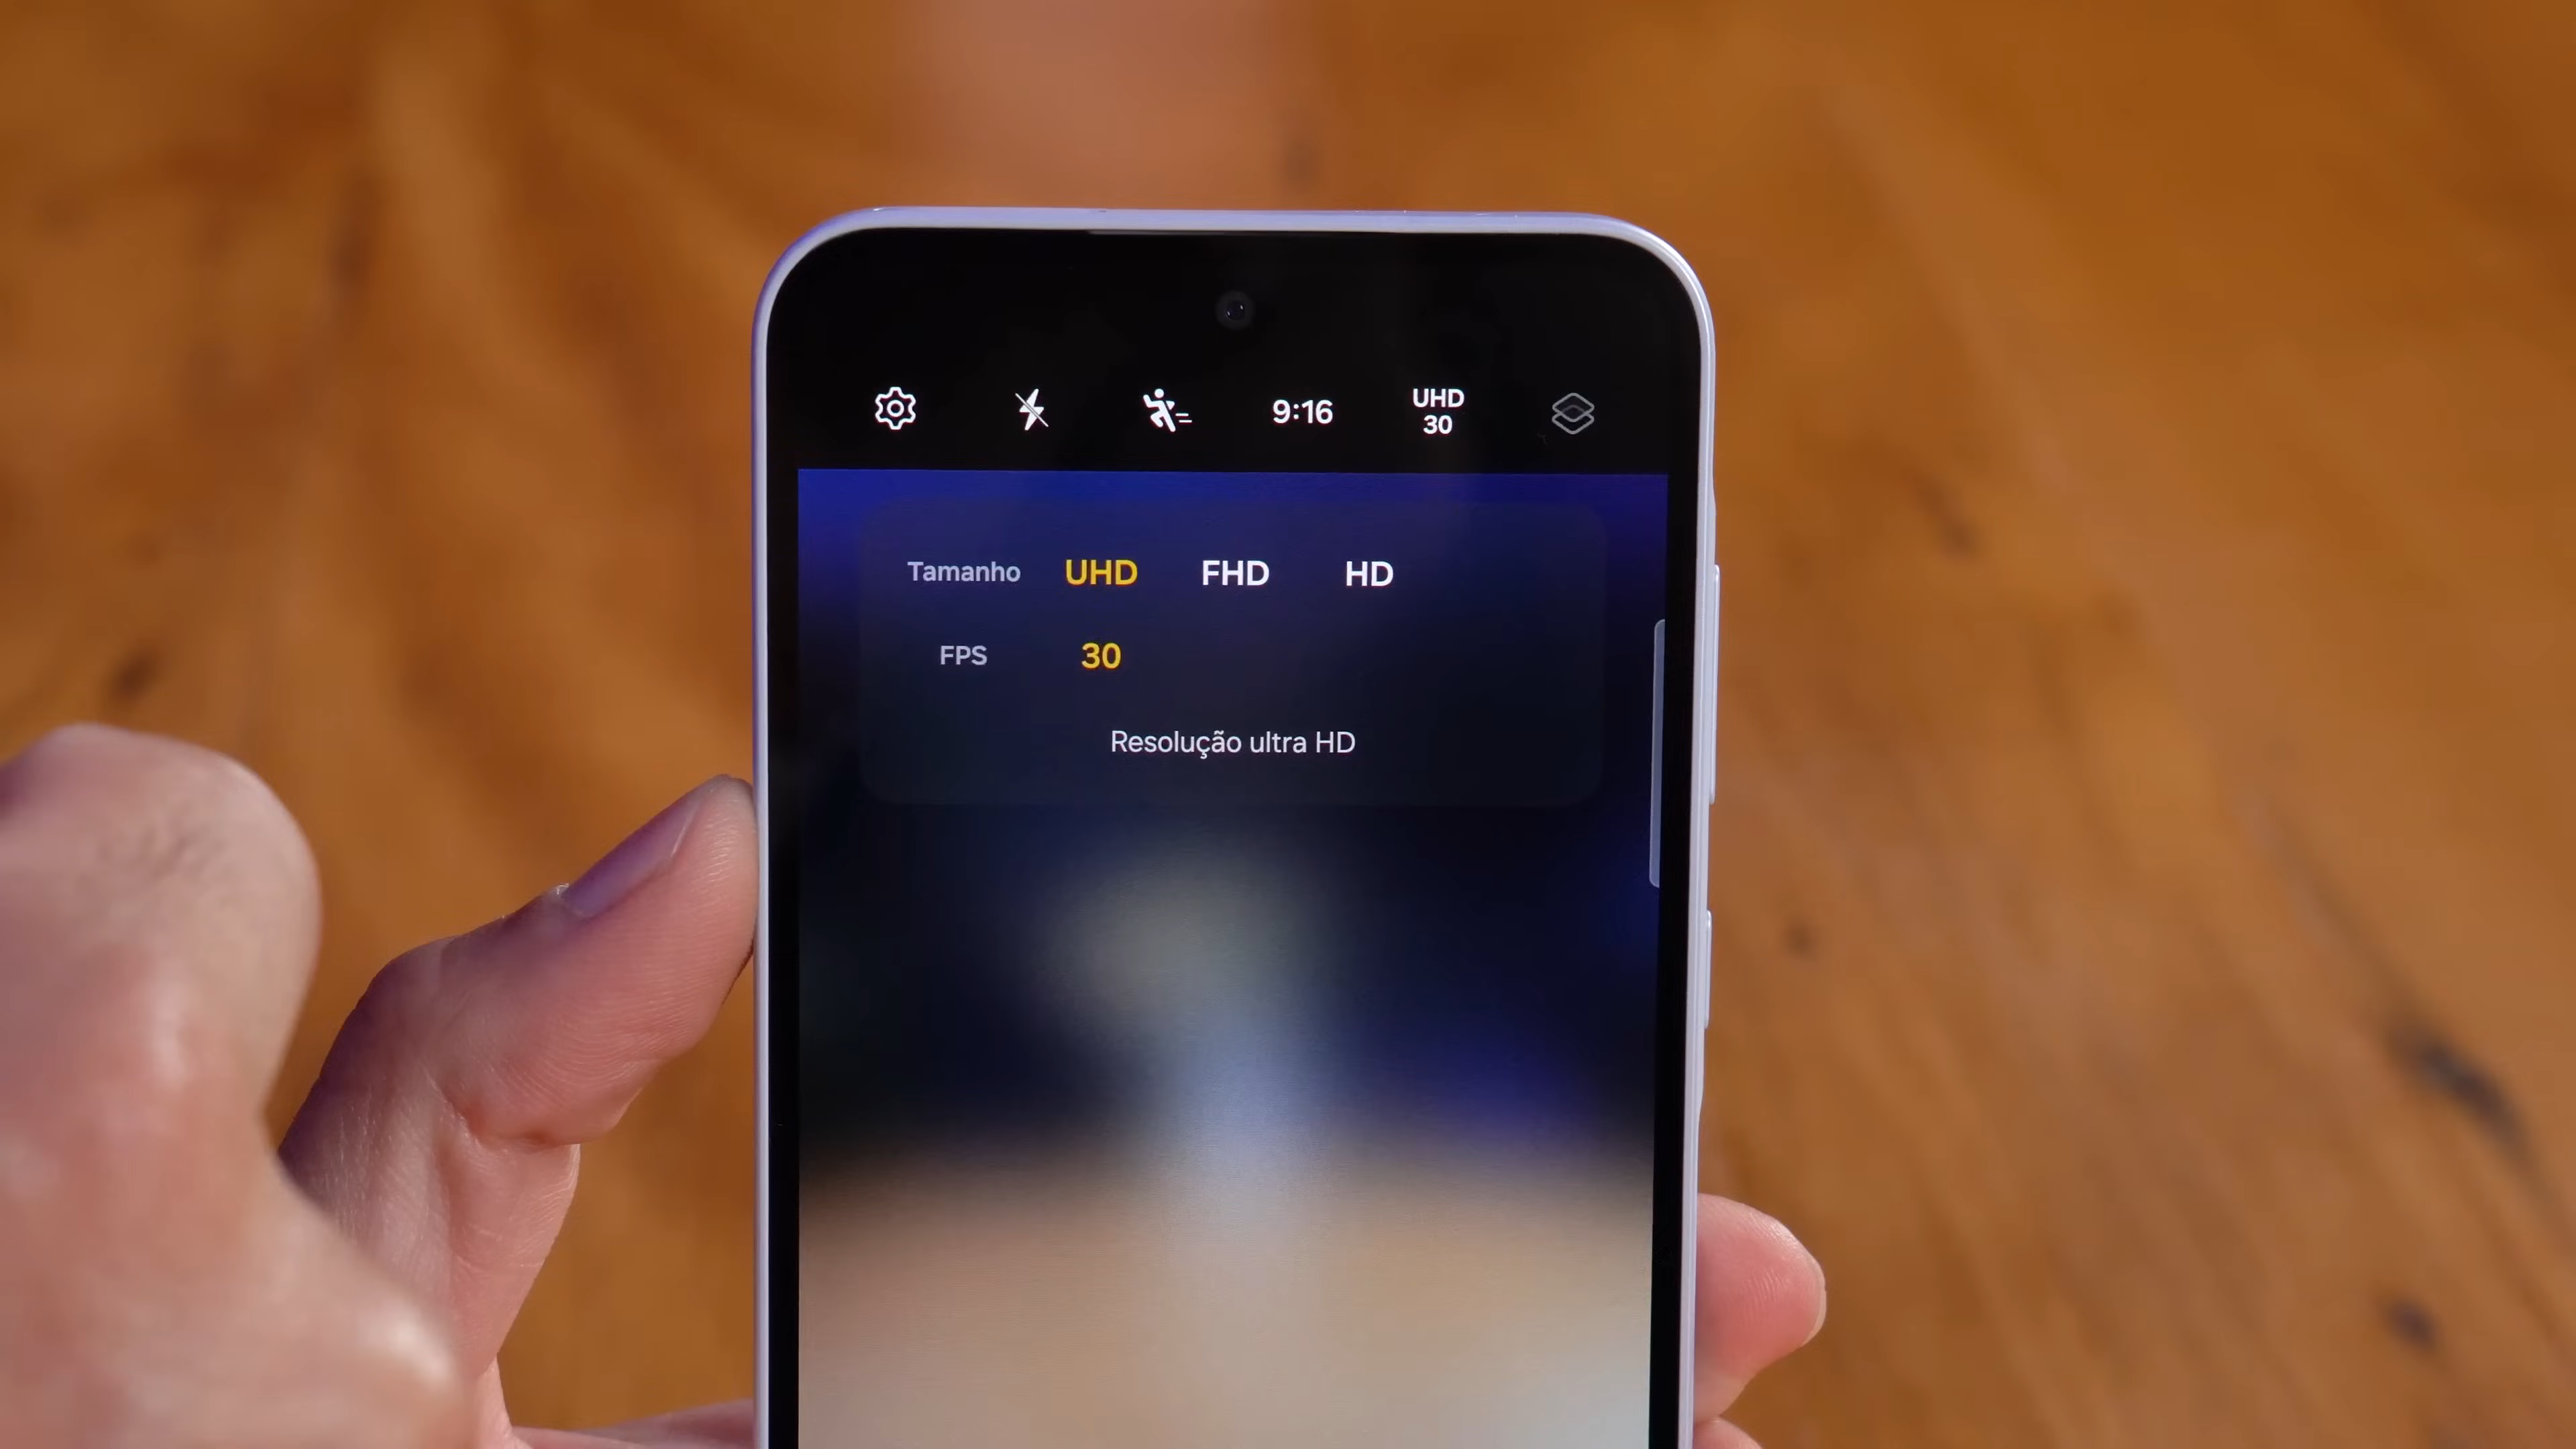 9:16
UHD
30
Tamanho UHD FHD HD
FPS 30
Resolução ultra HD